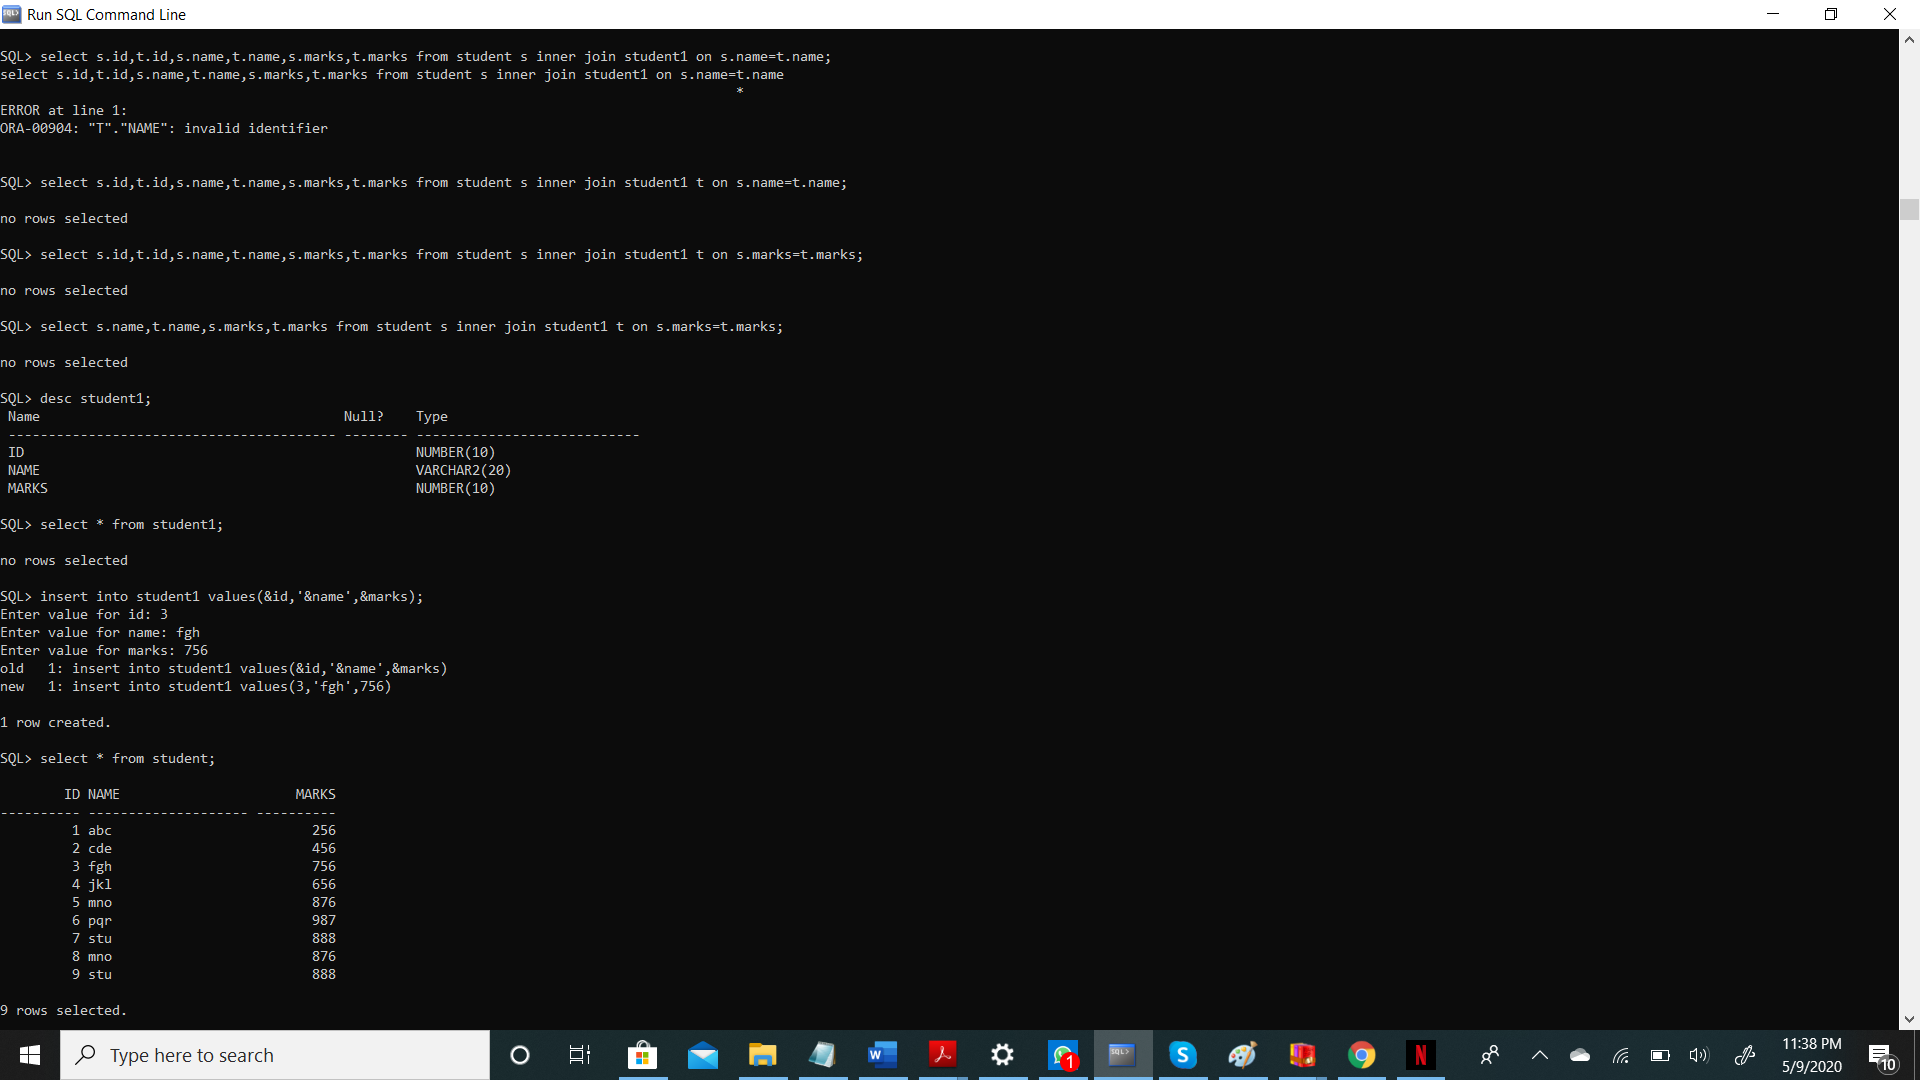 Run SQL Command Line
SQL> select s.id,t.id,s.name,t.name,s.marks,t.marks from student s inner join student1 on s.name=t.name;
select s.id,t.id,s.name,t.name,s.marks,t.marks from student s inner join student1 on s.name=t.name
*
ERROR at line 1:
ORA-00904: "T"."NAME": invalid identifier
SQL> select s.id,t.id,s.name,t.name,s.marks,t.marks from student s inner join student1 t on s.name=t.name;
no rows selected
SQL> select s.id,t.id,s.name,t.name,s.marks,t.marks from student s inner join student1 t on s.marks=t.marks;
no rows selected
SQL> select s.name,t.name,s.marks,t.marks from student s inner join student1 t on s.marks=t.marks;
no rows selected
SQL> desc student1;
Name Null? Type
----------------------------------------- -------- ----------------------------
ID NUMBER(10)
NAME VARCHAR2(20)
MARKS NUMBER(10)
SQL> select * from student1;
no rows selected
SQL> insert into student1 values(&id,'&name',&marks);
Enter value for id: 3
Enter value for name: fgh
Enter value for marks: 756
old   1: insert into student1 values(&id,'&name',&marks)
new   1: insert into student1 values(3,'fgh',756)
1 row created.
SQL> select * from student;
ID NAME MARKS
---------- -------------------- ----------
1 abc 256
2 cde 456
3 fgh 756
4 jkl 656
5 mno 876
6 pqr 987
7 stu 888
8 mno 876
9 stu 888
9 rows selected.
Type here to search
1
11:38 PM
5/9/2020
10